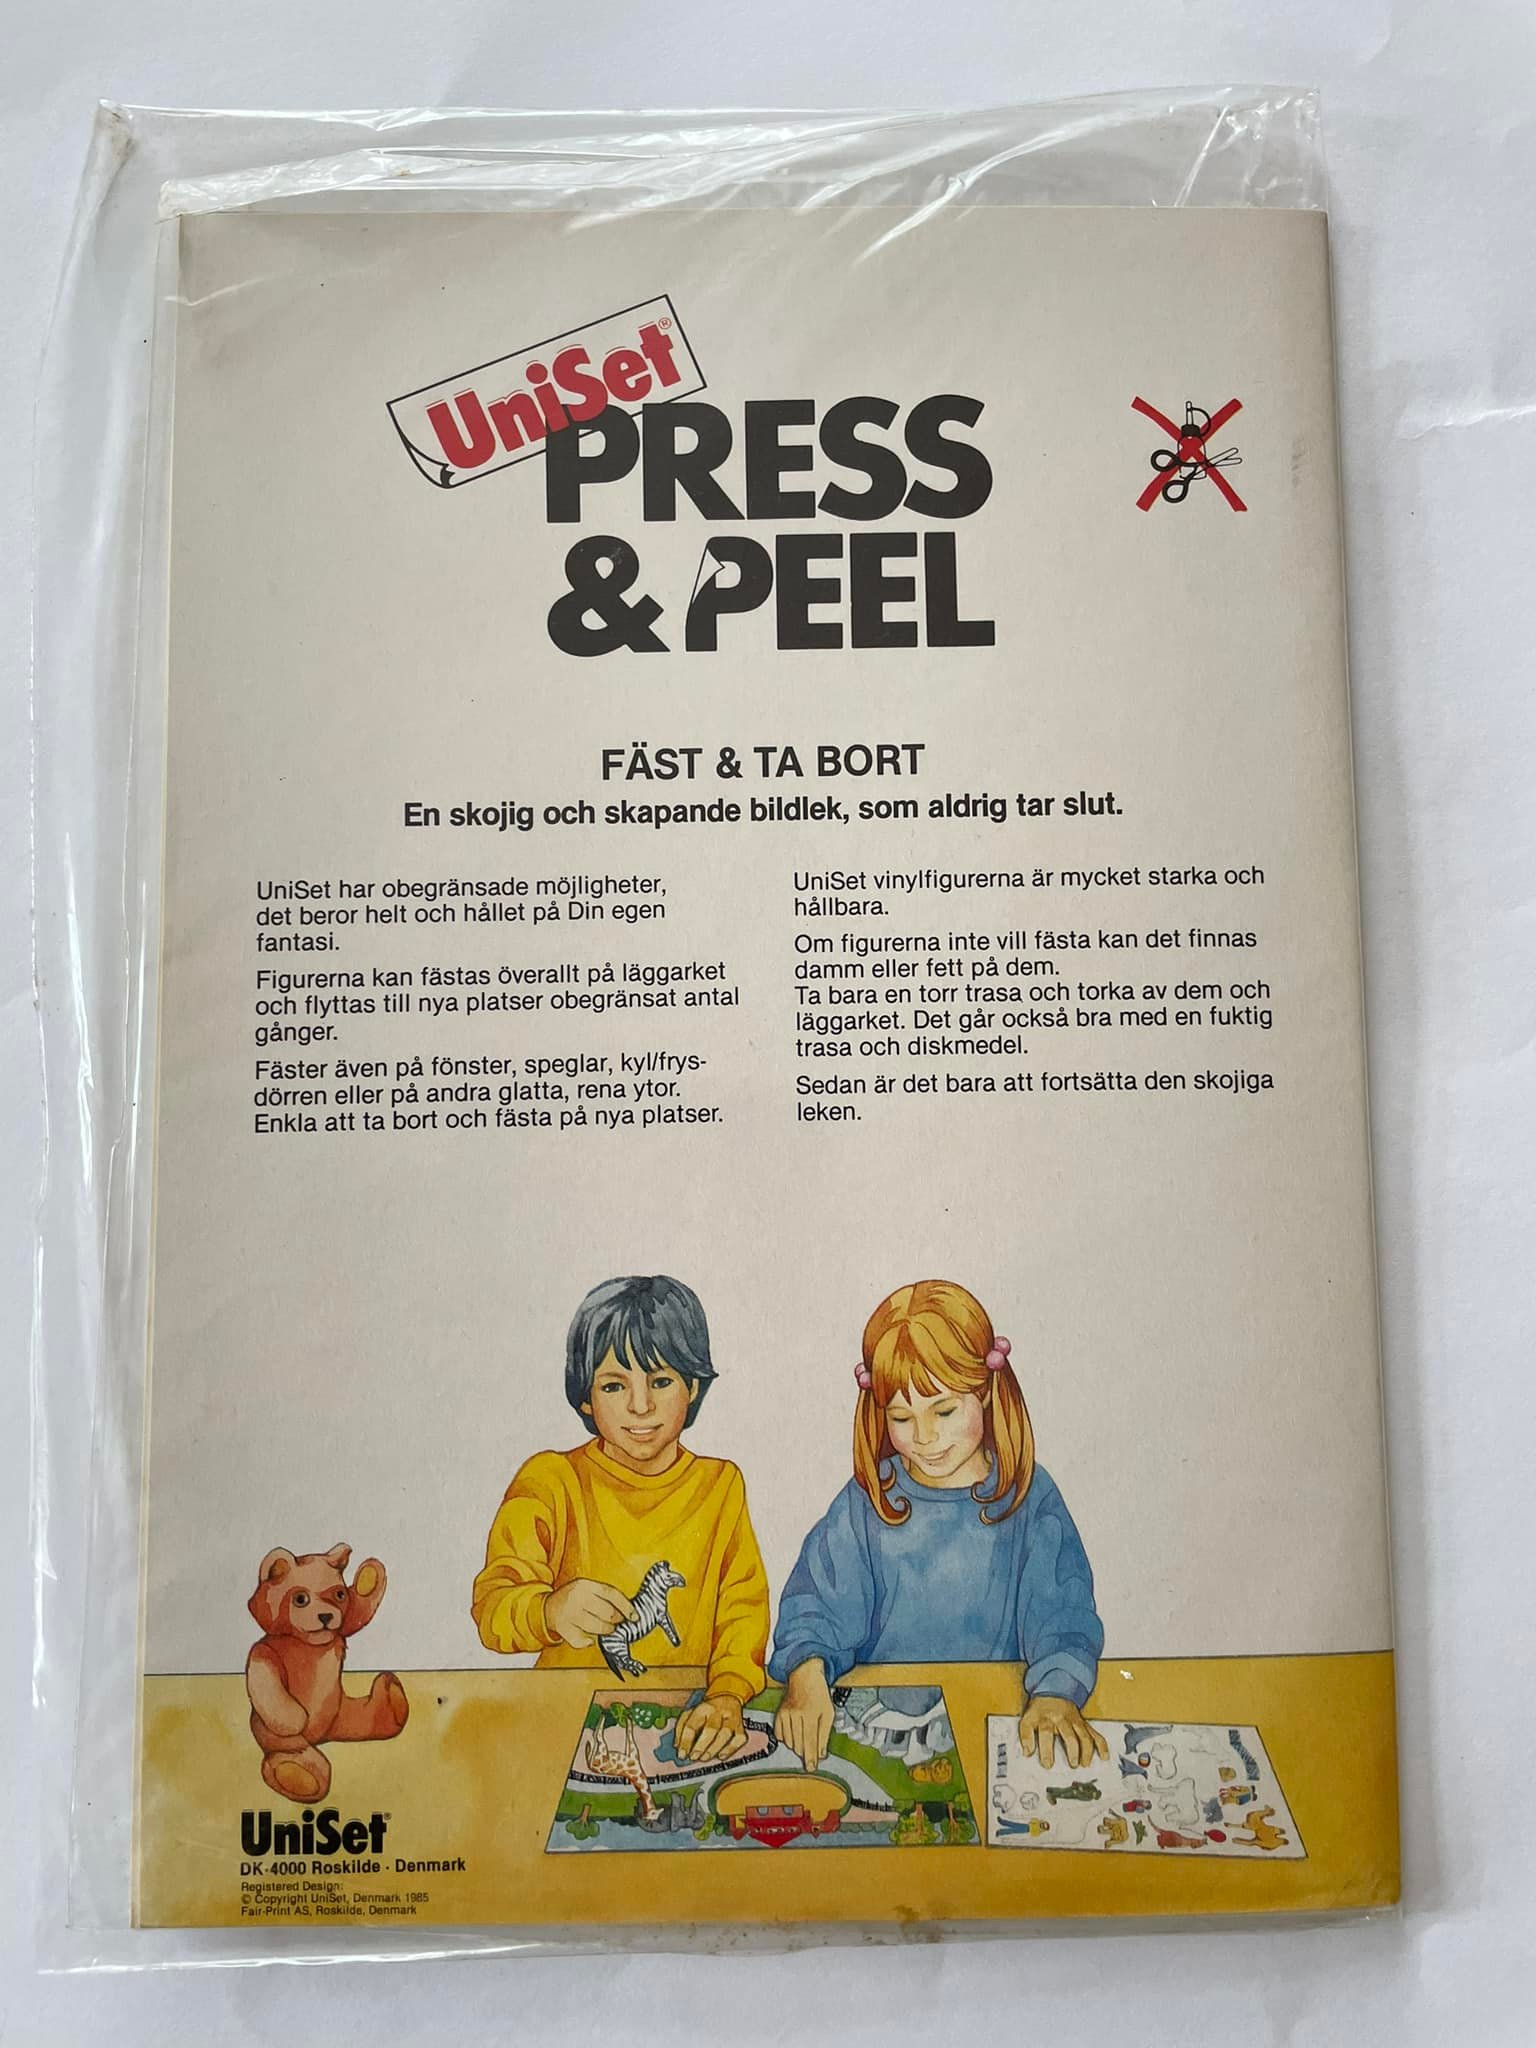 UniSet®
PRESS
& PEEL
FÄST & TA BORT
En skojig och skapande bildlek, som aldrig tar slut.
UniSet har obegränsade möjligheter,
det beror helt och hållet på Din egen
fantasi.
Figurerna kan fästas överallt på läggarket
och flyttas till nya platser obegränsat antal
gånger.
Fäster även på fönster, speglar, kyl/frys-
dörren eller på andra glatta, rena ytor.
Enkla att ta bort och fästa på nya platser.
UniSet vinylfigurerna är mycket starka och
hållbara.
Om figurerna inte vill fästa kan det finnas
damm eller fett på dem.
Ta bara en torr trasa och torka av dem och
läggarket. Det går också bra med en fuktig
trasa och diskmedel.
Sedan är det bara att fortsätta den skojiga
leken.
UniSet®
DK-4000 Roskilde · Denmark
Registered Design:
© Copyright UniSet, Denmark 1985
Fair-Print AS, Roskilde, Denmark